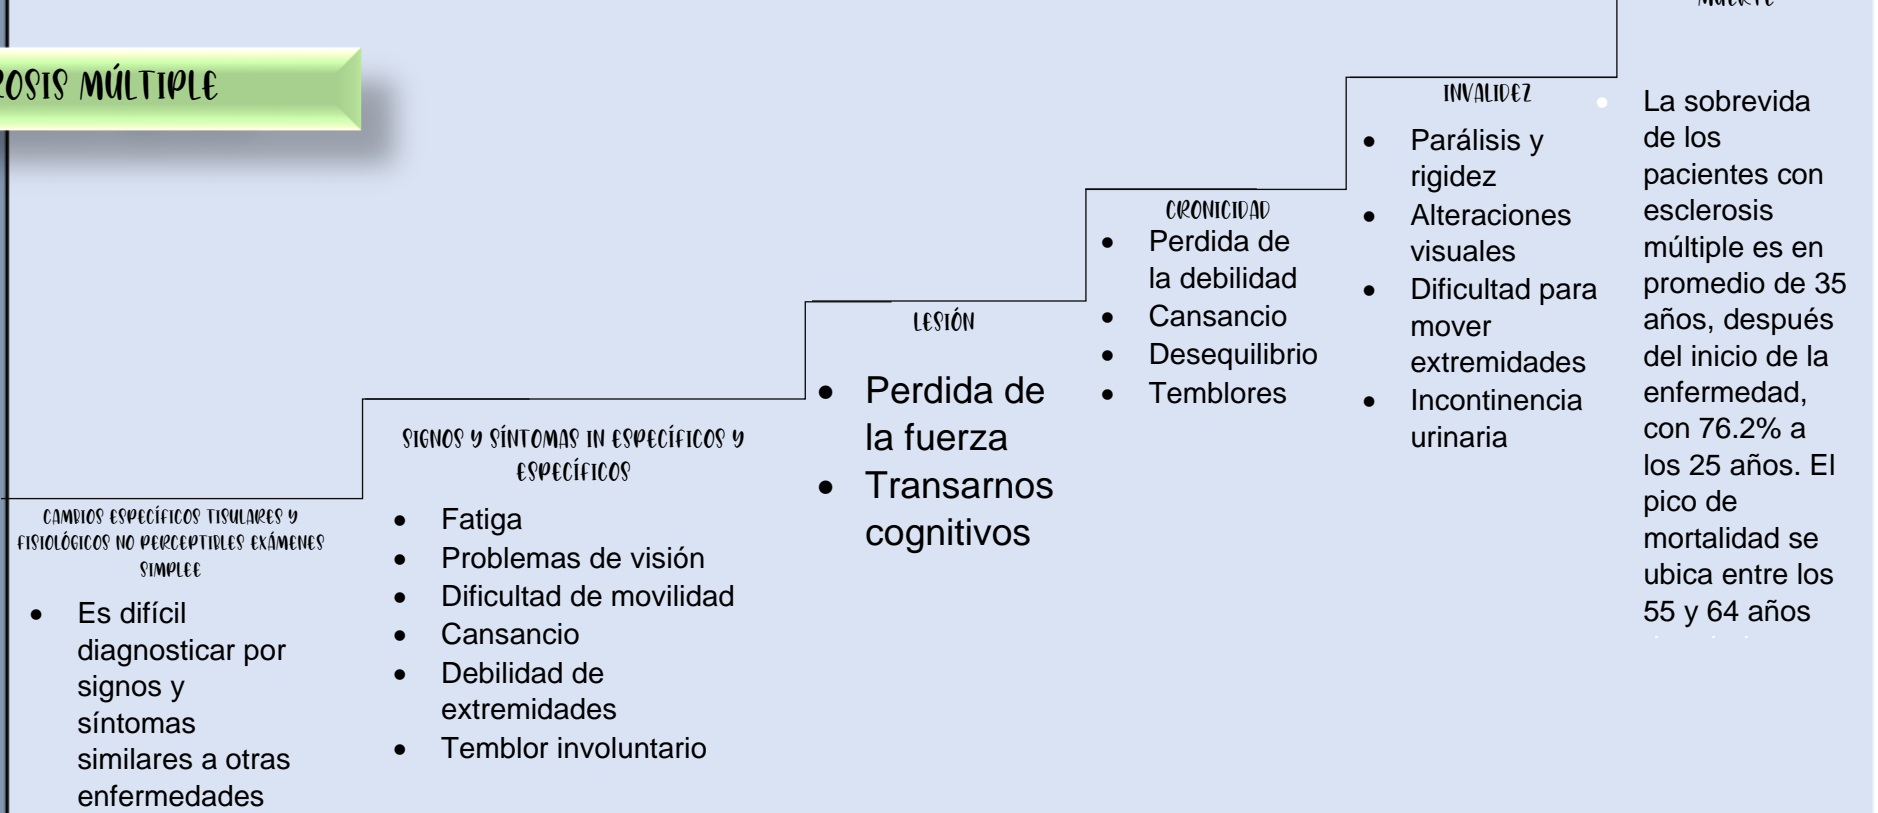 ROSIS MÚLTIPLE
CAMBIOS ESPECÍFICOS TISULARES Y
FISIOLÓGICOS NO PERCEPTIBLES EXÁMENES
SIMPLEE
• Es difícil
diagnosticar por
signos y
síntomas
similares a otras
enfermedades
SIGNOS Y SÍNTOMAS IN ESPECÍFICOS Y
ESPECÍFICOS
• Fatiga
• Problemas de visión
• Dificultad de movilidad
• Cansancio
• Debilidad de
extremidades
• Temblor involuntario
LESIÓN
• Perdida de
la fuerza
• Transarnos
cognitivos
CRONICIDAD
• Perdida de
la debilidad
• Cansancio
• Desequilibrio
• Temblores
INVALIDEZ
• Parálisis y
rigidez
• Alteraciones
visuales
• Dificultad para
mover
extremidades
• Incontinencia
urinaria
MUERTE
• La sobrevida
de los
pacientes con
esclerosis
múltiple es en
promedio de 35
años, después
del inicio de la
enfermedad,
con 76.2% a
los 25 años. El
pico de
mortalidad se
ubica entre los
55 y 64 años